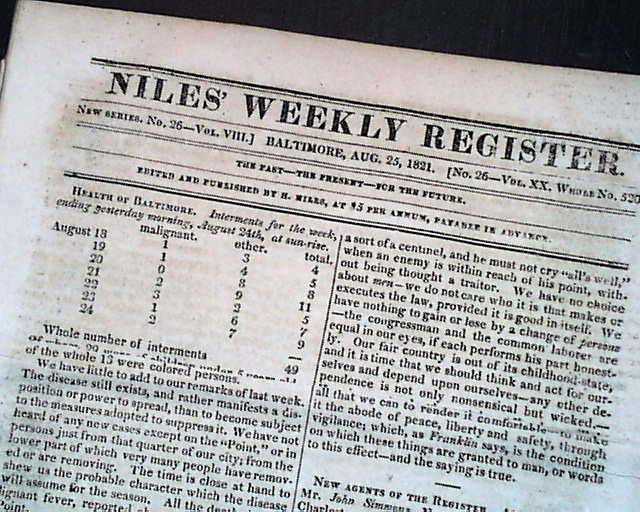 NILES' WEEKLY REGISTER.
NEW SERIES. No. 26—VOL. VIII.] BALTIMORE, AUG. 25, 1821. [No. 26—VOL. XX. WHOLE No. 520
THE PAST—THE PRESENT—FOR THE FUTURE.
EDITED AND PUBLISHED BY H. NILES, AT $5 PER ANNUM, PAYABLE IN ADVANCE.
HEALTH OF BALTIMORE. Interments for the week,
ending yesterday morning, August 24th, at sun-rise.
malignant. other. total.
August 18 1 3 4
19 1 4 5
20 0 8 8
21 2 9 11
22 3 2 5
23 1 6 7
24 2 7 9
—
Whole number of interments 49
of the whole 13 were colored persons.
We have little to add to our remarks of last week.
The disease still exists, and rather manifests a dis-
position or power to spread, than to become subject
to the measures adopted to suppress it. We have not
heard of any new cases except on the "Point," or in
persons just from that quarter of our city; from the
lower part of which very many people have remov-
ed or are removing. The time is close at hand to
shew us the probable character which the disease
will assume for the season. All the
ignant fever, reported
Point.
a sort of a centinel, and he must not cry "all's well,"
when an enemy is within reach of his point, with-
out being thought a traitor. We have no choice
about men—we do not care who it is that makes or
executes the law, provided it is good in itself. We
have nothing to gain or lose by a change of persons
—the congressman and the common laborer are
equal in our eyes, if each performs his part honest-
ly. Our fair country is out of its childhood-state,
and it is time that we should think and act for our-
selves and depend upon ourselves—any other de-
pendence is not only nonsensical but wicked.—
all that we can to render it comfortable—to make
it the abode of peace, liberty and safety, through
vigilance; which, as Franklin says, is the condition
on which these things are granted to man, or words
to this effect—and the saying is true.
—
NEW AGENTS OF THE REGISTER
Mr. John Simmons,